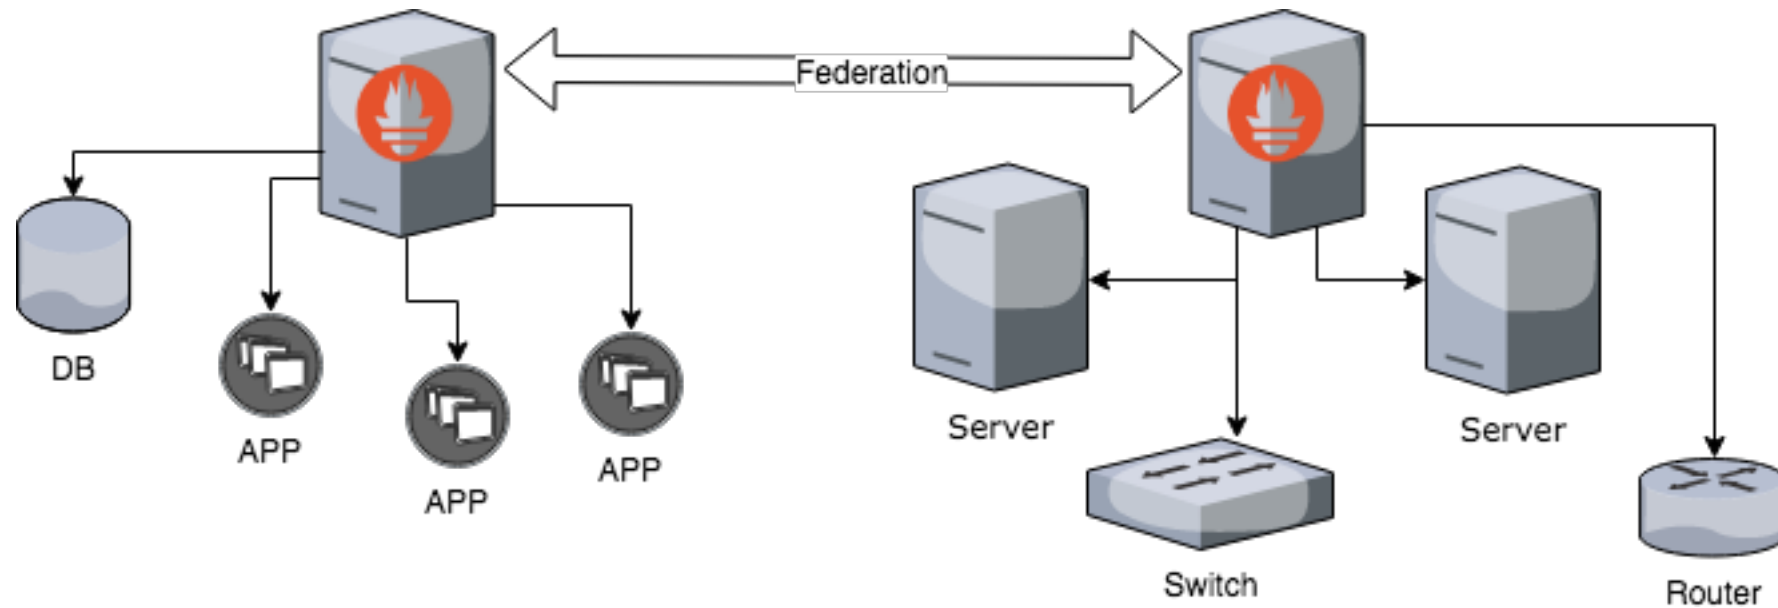 Federation
DB
APP
APP
APP
Server
Server
Switch
Router